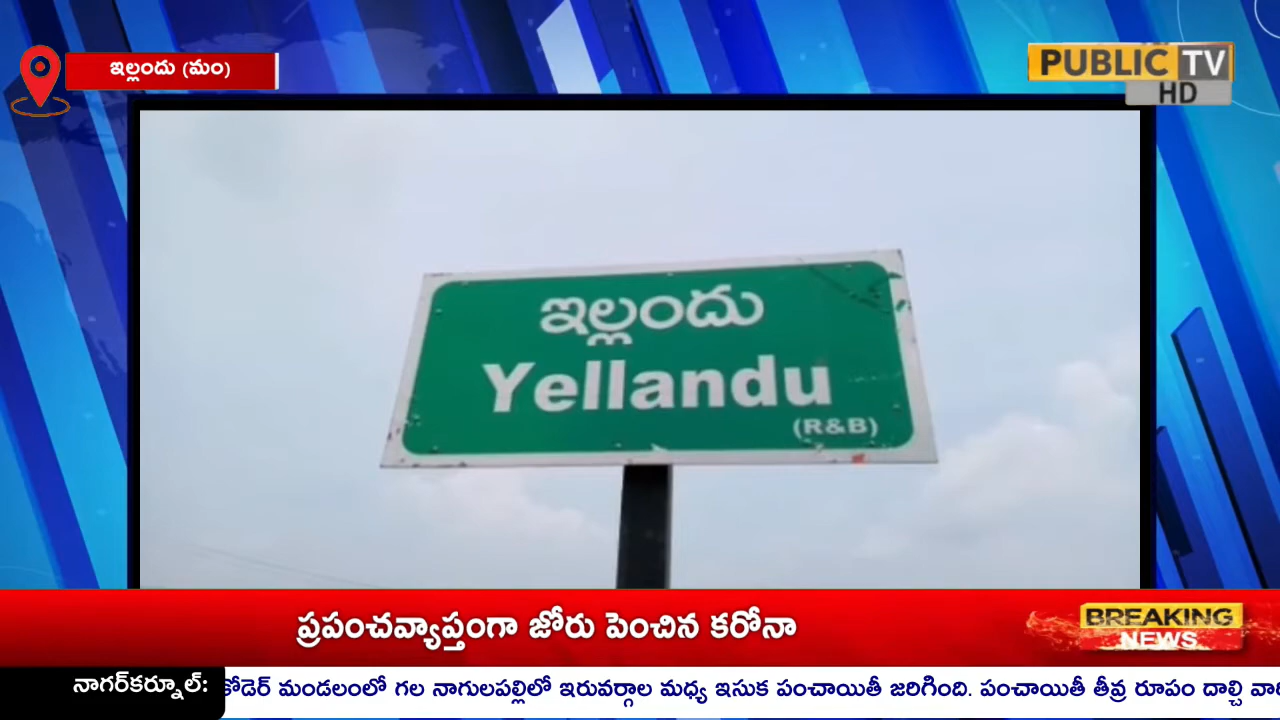 ఇల్లందు (మం)
PUBLIC TV
HD
ఇల్లందు
Yellandu
(R&B)
ప్రపంచవ్యాప్తంగా జోరు పెంచిన కరోనా
BREAKING
NEWS
నాగర్‌కర్నూల్: కోడెర్ మండలంలో గల నాగులపల్లిలో ఇరువర్గాల మధ్య ఇసుక పంచాయితీ జరిగింది. పంచాయితీ తీవ్ర రూపం దాల్చి